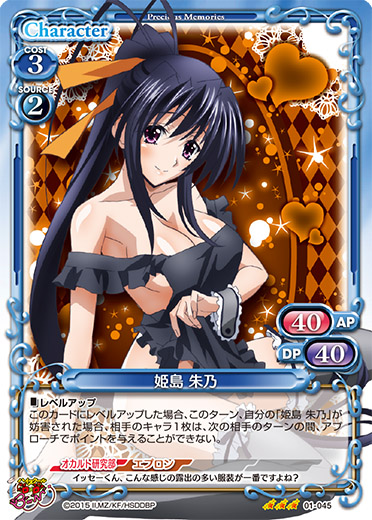 Precious Memories
Character
COST
3
SOURCE
2
40 AP
DP 40
姫島 朱乃
■レベルアップ
このカードにレベルアップした場合、このターン、自分の「姫島 朱乃」が
妨害された場合、相手のキャラ1枚は、次の相手のターンの間、アプ
ローチでポイントを与えることができない。
オカルト研究部 エプロン
イッセーくん、こんな感じの露出の多い服装が一番ですよね?
©2015 II,MZ/KF/HSDDBP
01-045